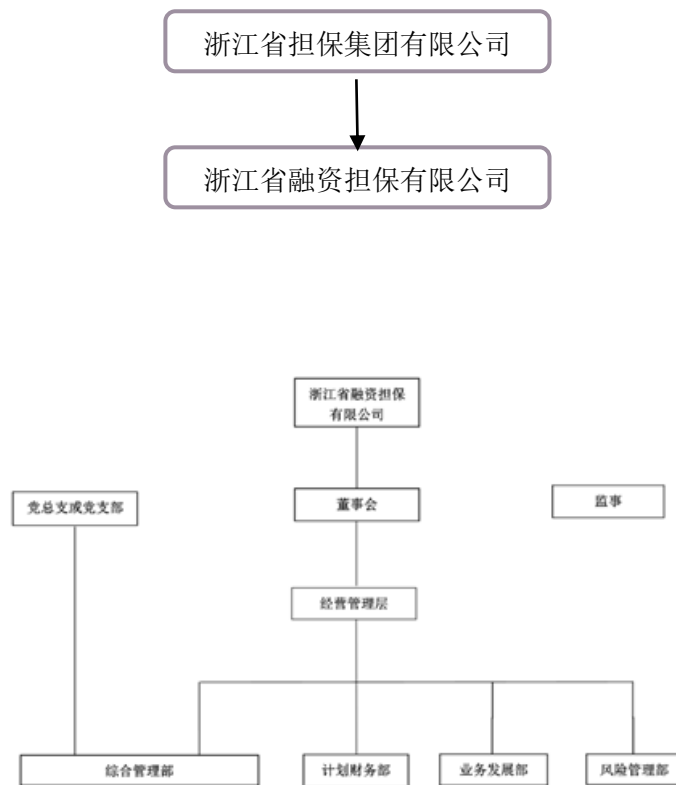 浙江省担保集团有限公司
浙江省融资担保有限公司
浙江省融资担保
有限公司
党总支或党支部
董事会
监事
经营管理层
综合管理部
计划财务部
业务发展部
风险管理部